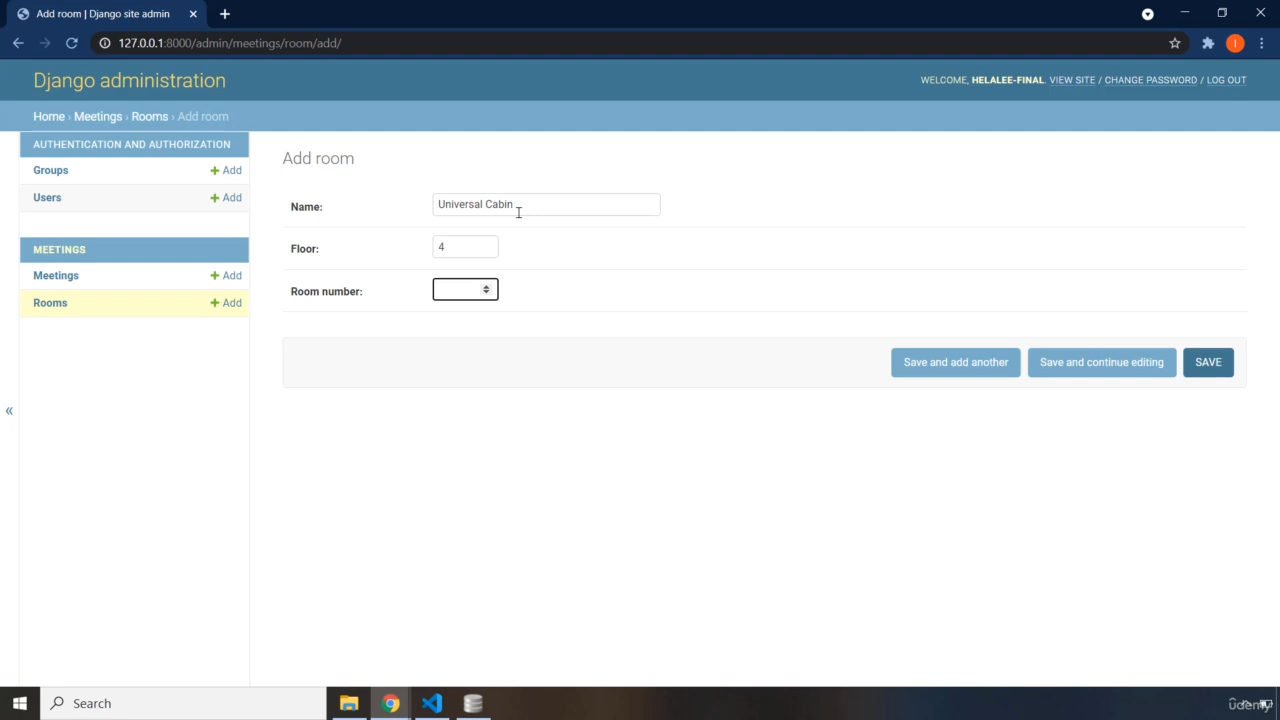 Add room | Django site admin
127.0.0.1:8000/admin/meetings/room/add/
I
Django administration
WELCOME, HELALEE-FINAL. VIEW SITE / CHANGE PASSWORD / LOG OUT
Home › Meetings › Rooms › Add room
AUTHENTICATION AND AUTHORIZATION
Groups + Add
Users + Add
MEETINGS
Meetings + Add
Rooms + Add
«
Add room
Name: Universal Cabin
Floor: 4
Room number:
Save and add another Save and continue editing SAVE
Search
udemy